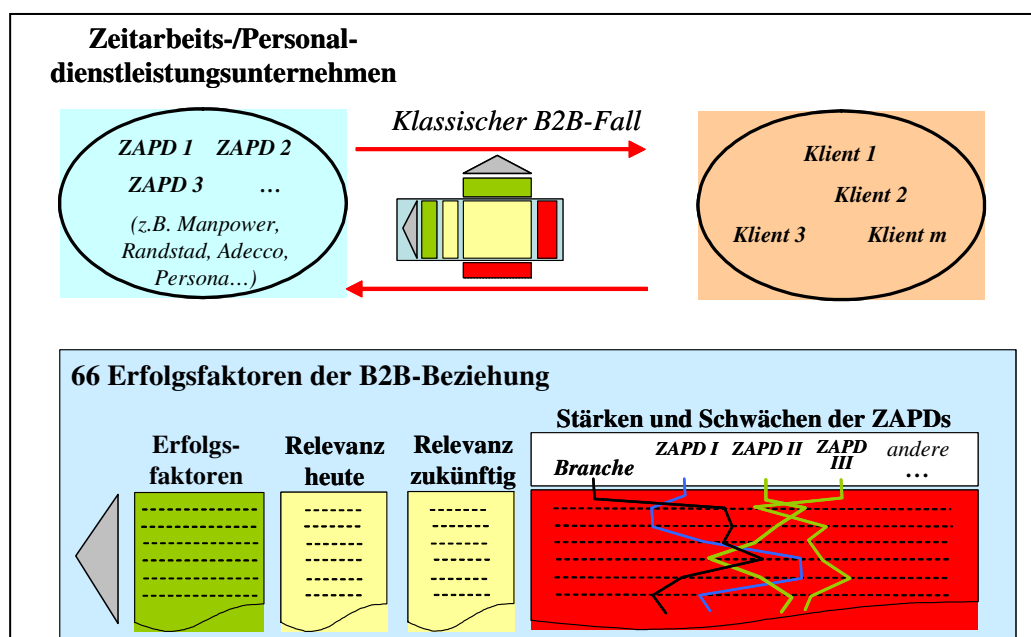 Zeitarbeits-/Personal-
dienstleistungsunternehmen
Klassischer B2B-Fall
ZAPD 1 ZAPD 2
ZAPD 3 …
(z.B. Manpower,
Randstad, Adecco,
Persona…)
Klient 1
Klient 2
Klient 3 Klient m
66 Erfolgsfaktoren der B2B-Beziehung
Stärken und Schwächen der ZAPDs
Erfolgs-
faktoren
Relevanz
heute
Relevanz
zukünftig
Branche
ZAPD I
ZAPD II
ZAPD
III
andere
…